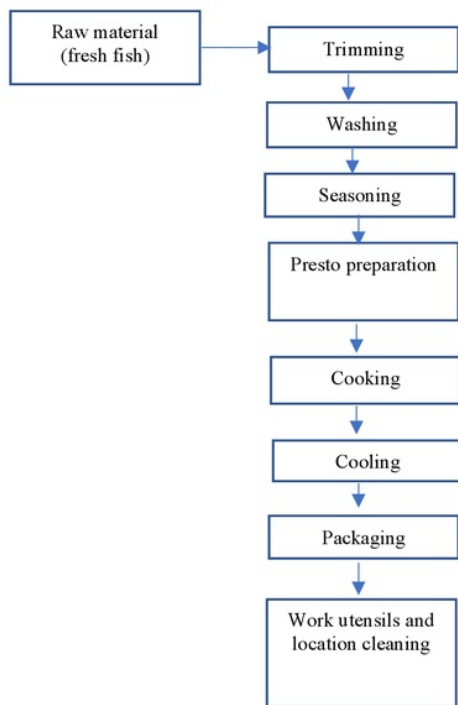 Raw material
(fresh fish)
Trimming
Washing
Seasoning
Presto preparation
Cooking
Cooling
Packaging
Work utensils and
location cleaning